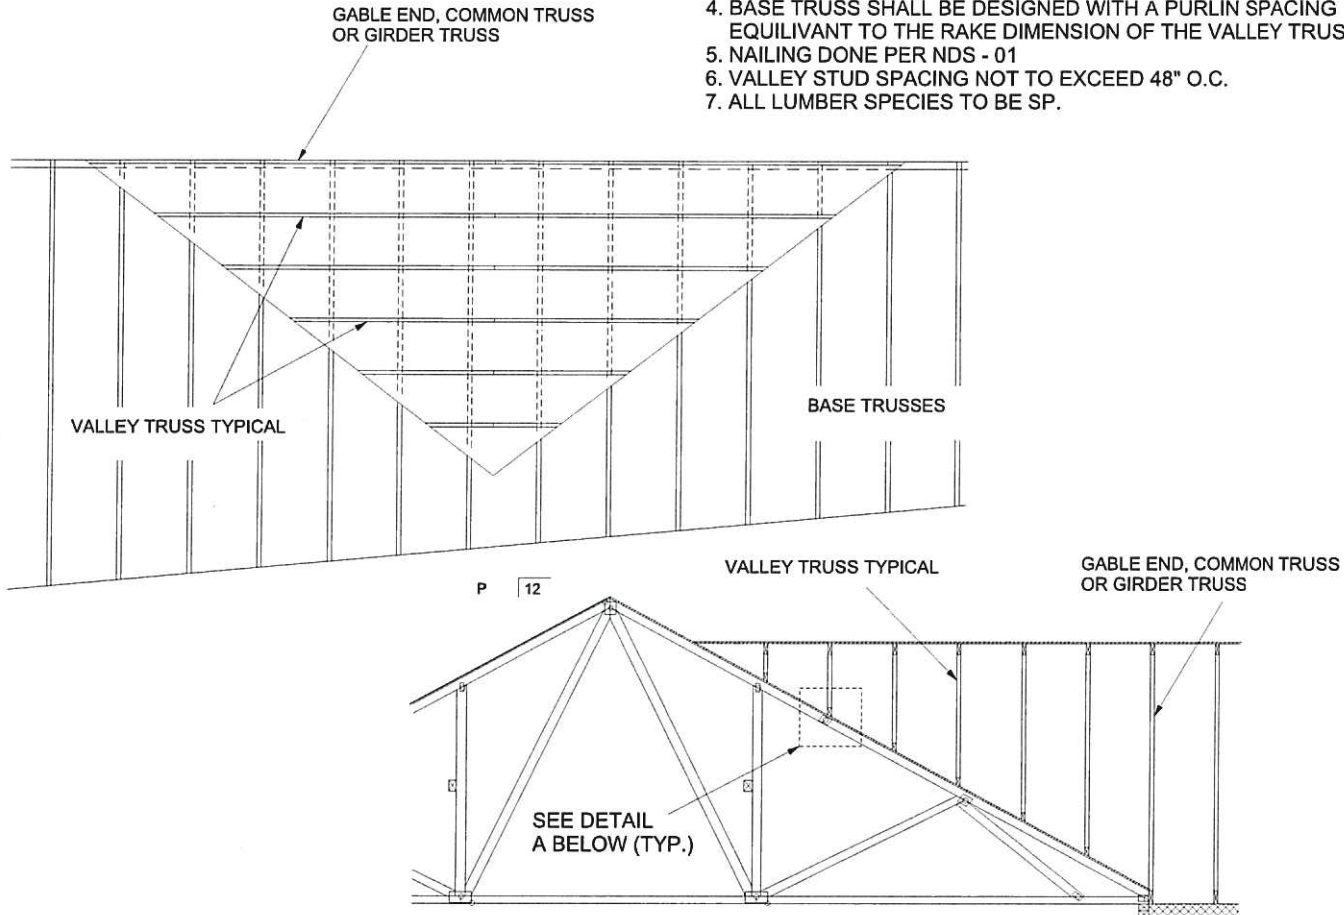 GABLE END, COMMON TRUSS
OR GIRDER TRUSS
4. BASE TRUSS SHALL BE DESIGNED WITH A PURLIN SPACING
EQUILIVANT TO THE RAKE DIMENSION OF THE VALLEY TRUS
5. NAILING DONE PER NDS - 01
6. VALLEY STUD SPACING NOT TO EXCEED 48" O.C.
7. ALL LUMBER SPECIES TO BE SP.
VALLEY TRUSS TYPICAL
BASE TRUSSES
P 12
VALLEY TRUSS TYPICAL
GABLE END, COMMON TRUSS
OR GIRDER TRUSS
SEE DETAIL
A BELOW (TYP.)